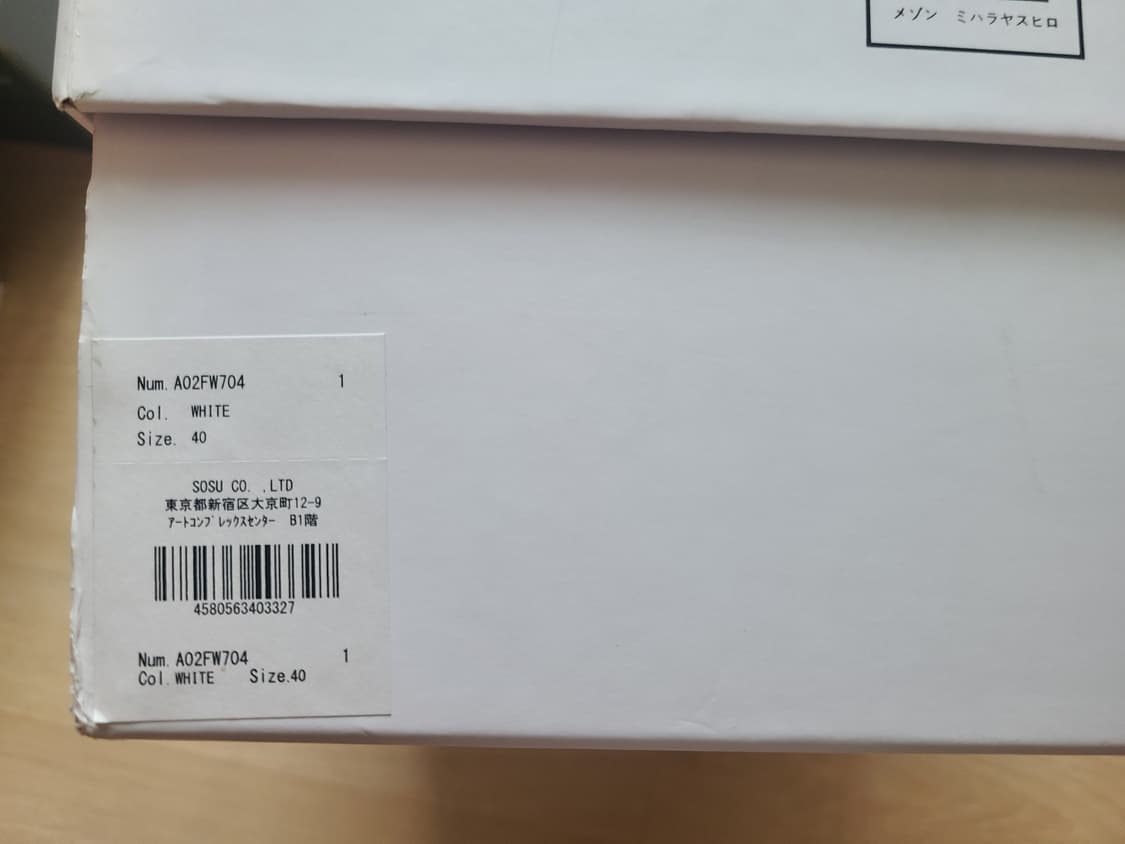 メゾン ミハラヤスヒロ
Num. A02FW704 1
Col. WHITE
Size. 40
SOSU CO. ,LTD
東京都新宿区大京町12-9
ｱｰﾄｺﾝﾌﾟﾚｯｸｽｾﾝﾀｰ B1階
4580563403327
Num. A02FW704 1
Col. WHITE Size.40